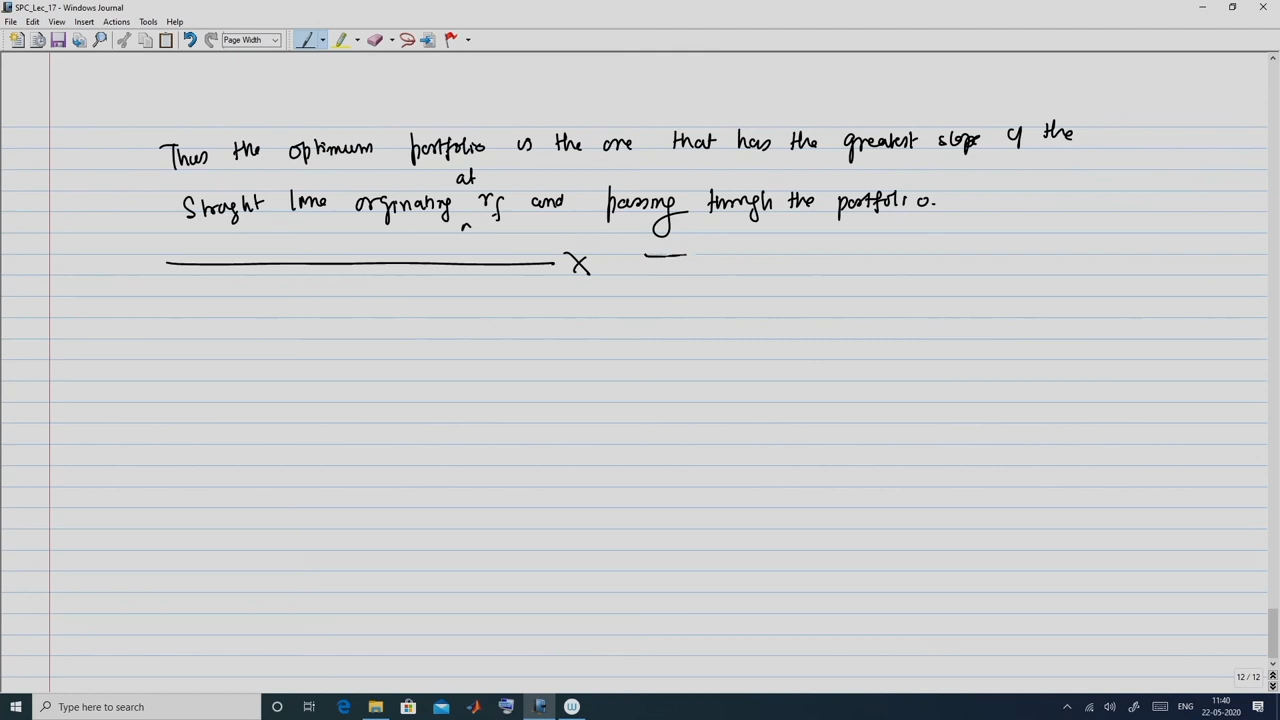 SPC_Lec_17 - Windows Journal
File Edit View Insert Actions Tools Help
Page Width
Thus the optimum portfolio is the one that has the greatest slope of the
at
Straght line orginating rf and passing through the portfolio.
X
12 / 12
Type here to search
ENG
11:40
22-05-2020